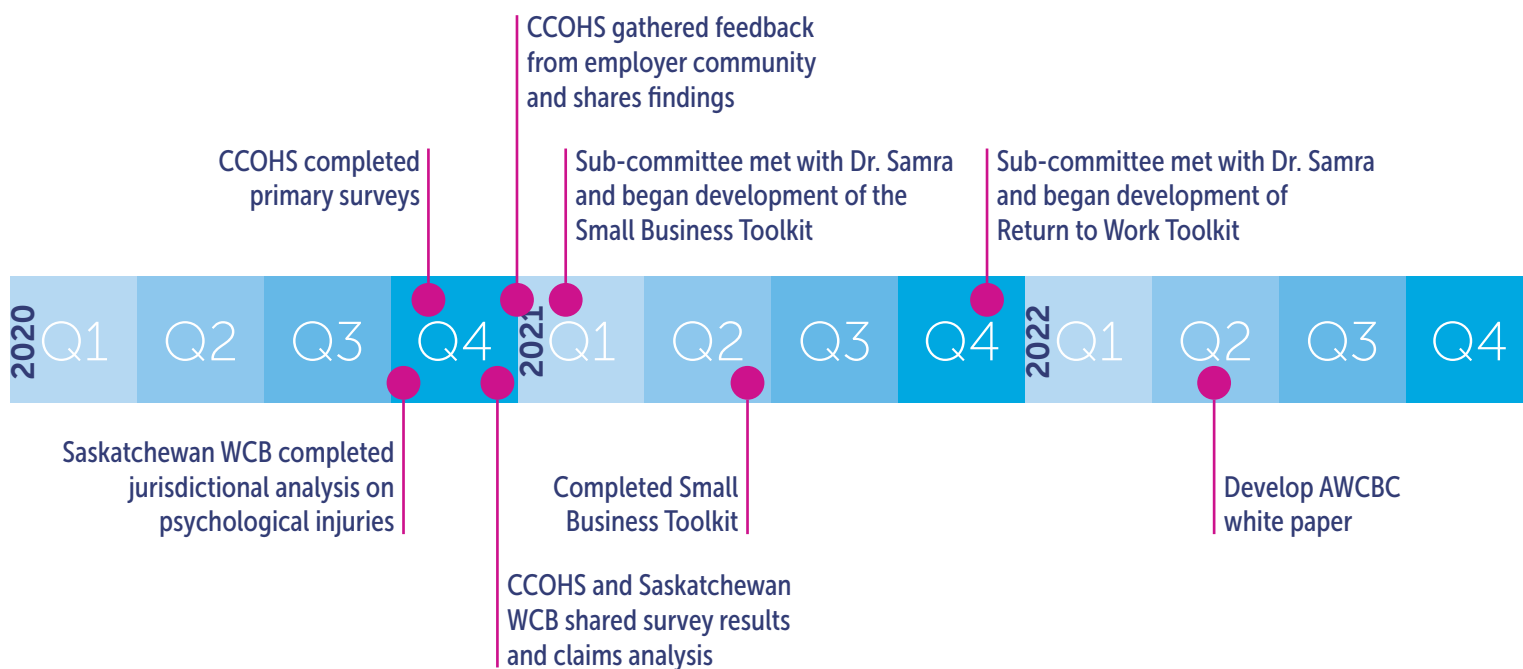 CCOHS gathered feedback
from employer community
and shares findings
CCOHS completed
primary surveys
Sub-committee met with Dr. Samra
and began development of the
Small Business Toolkit
Sub-committee met with Dr. Samra
and began development of
Return to Work Toolkit
2020
Q1
Q2
Q3
Q4
2021
Q1
Q2
Q3
Q4
2022
Q1
Q2
Q3
Q4
Saskatchewan WCB completed
jurisdictional analysis on
psychological injuries
Completed Small
Business Toolkit
Develop AWCBC
white paper
CCOHS and Saskatchewan
WCB shared survey results
and claims analysis